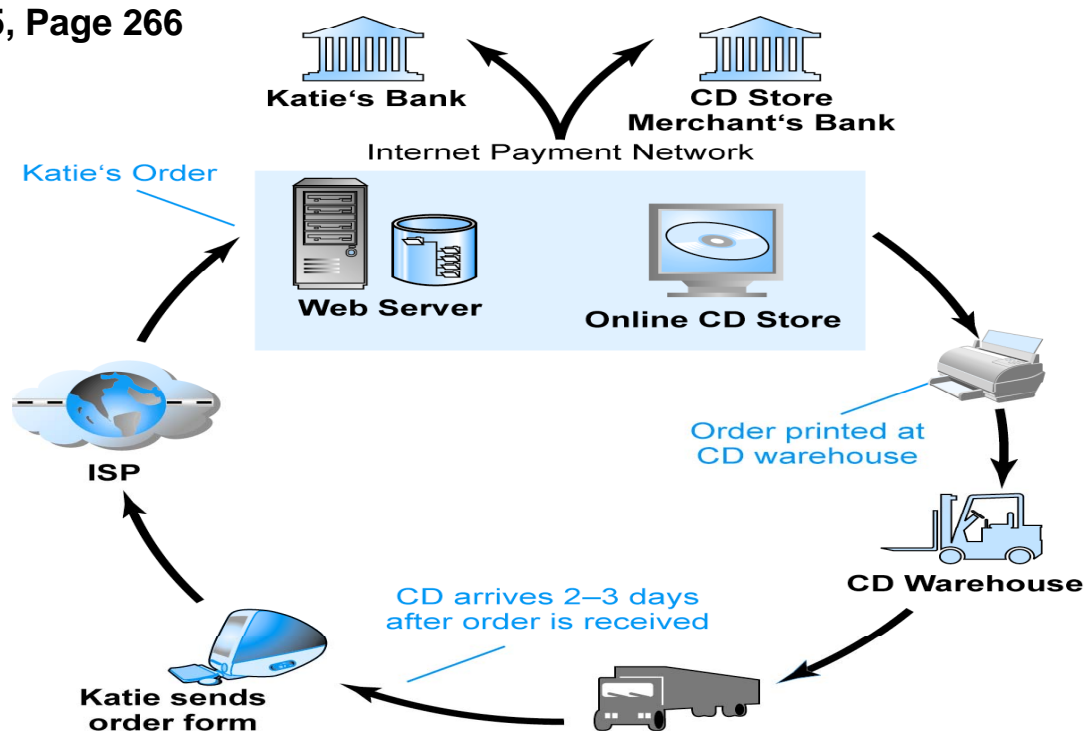 5, Page 266
Katie's Bank
CD Store
Merchant's Bank
Internet Payment Network
Katie's Order
Web Server
Online CD Store
Order printed at
CD warehouse
ISP
CD Warehouse
CD arrives 2–3 days
after order is received
Katie sends
order form